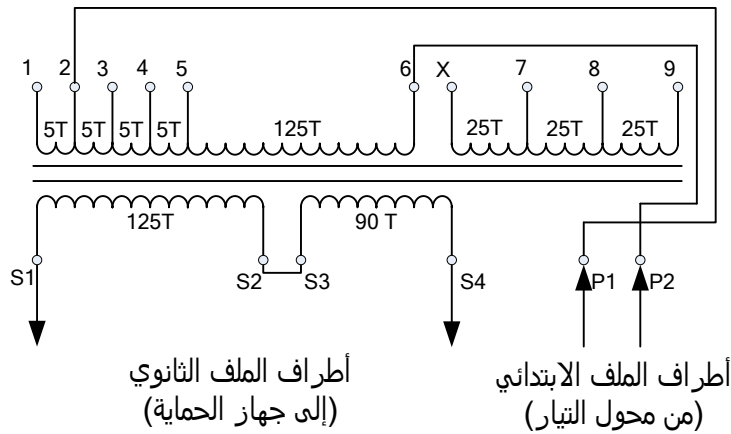 1 2 3 4 5 6 X 7 8 9
5T 5T 5T 5T 125T 25T 25T 25T
125T 90 T
S1 S2 S3 S4 P1 P2
أطراف الملف الثانوي
(إلى جهاز الحماية)
أطراف الملف الابتدائي
(من محول التيار)